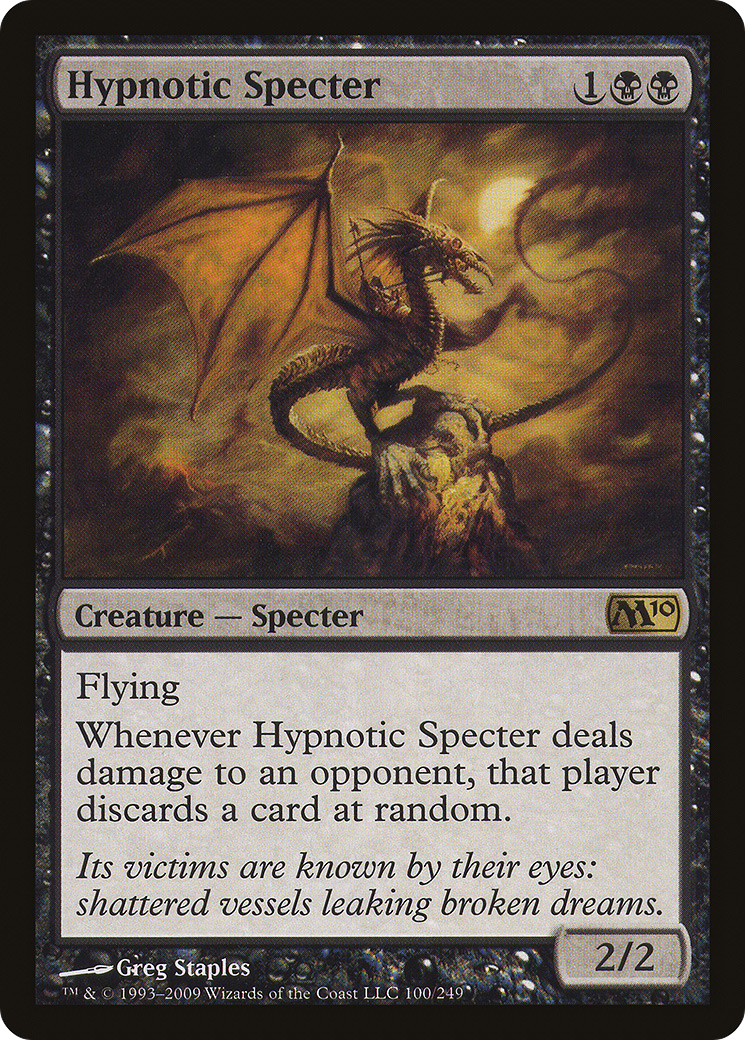 Hypnotic Specter 1
Creature — Specter M10
Flying
Whenever Hypnotic Specter deals
damage to an opponent, that player
discards a card at random.
Its victims are known by their eyes:
shattered vessels leaking broken dreams.
2/2
Greg Staples
™ & © 1993–2009 Wizards of the Coast LLC 100/249